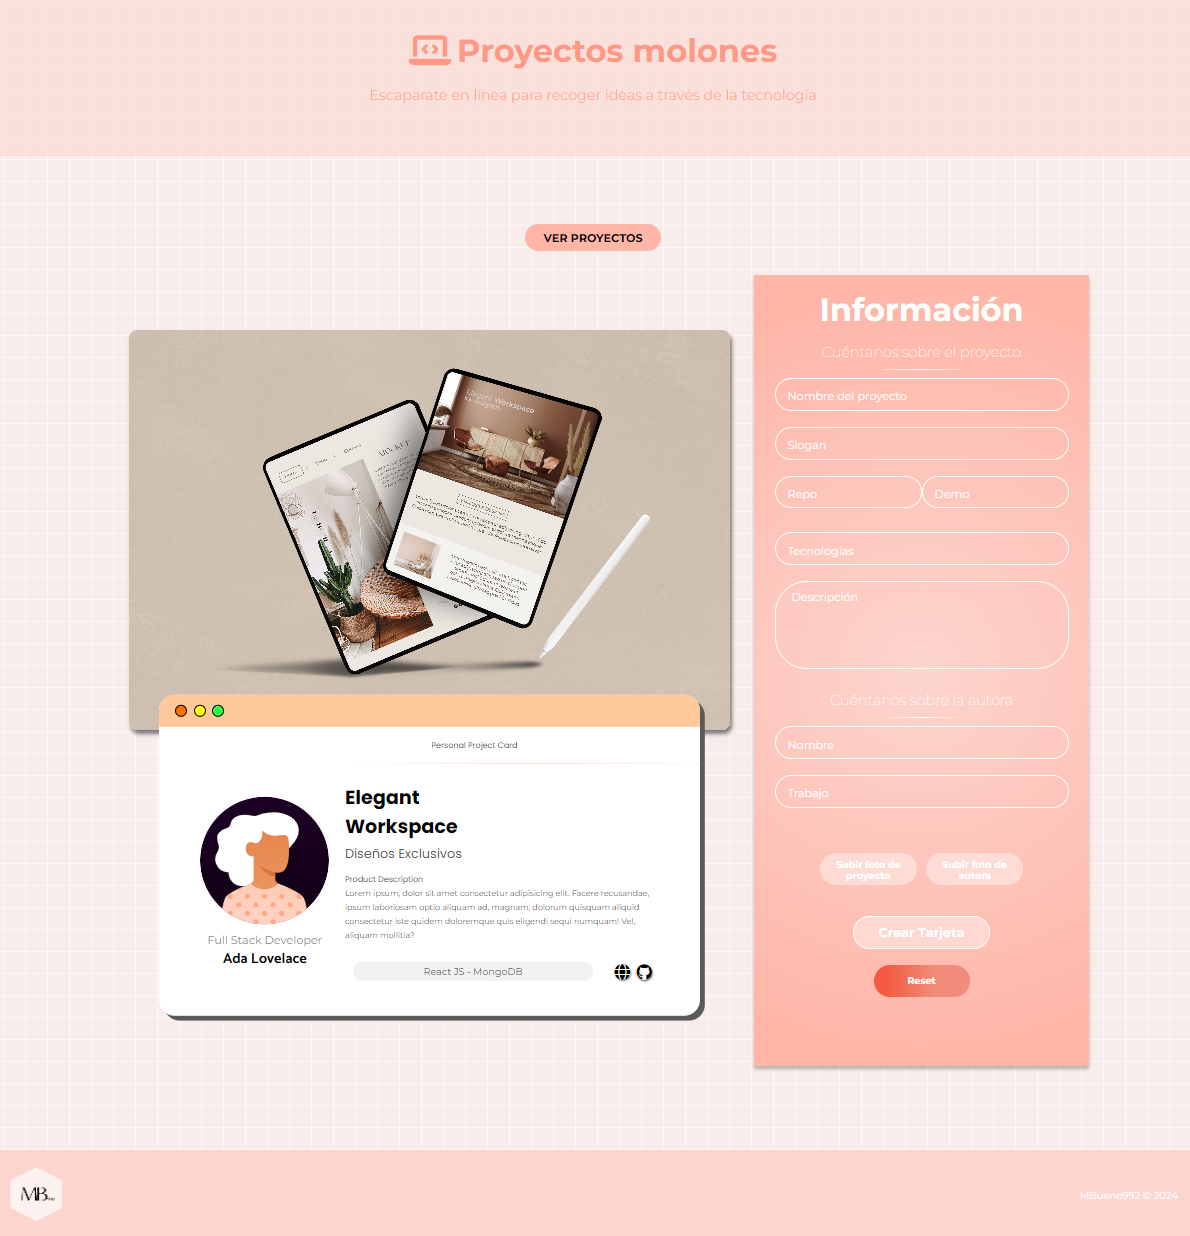 Proyectos molones
Escaparate en línea para recoger ideas a través de la tecnología
VER PROYECTOS
Elegant Workspace
MOCKUP
Personal Project Card
Elegant
Workspace
Diseños Exclusivos
Product Description
Lorem ipsum, dolor sit amet consectetur adipisicing elit. Facere recusandae,
ipsum laboriosam optio aliquam ad, magnam, dolorum quisquam aliquid
consectetur iste quidem doloremque quis eligendi sequi numquam! Vel,
aliquam mollitia?
Full Stack Developer
Ada Lovelace
React JS - MongoDB
Información
Cuéntanos sobre el proyecto
Nombre del proyecto
Slogan
Repo Demo
Tecnologías
Descripción
Cuéntanos sobre la autora
Nombre
Trabajo
Subir foto de
proyecto
Subir foto de
autora
Crear Tarjeta
Reset
MB
MBueno992 © 2024